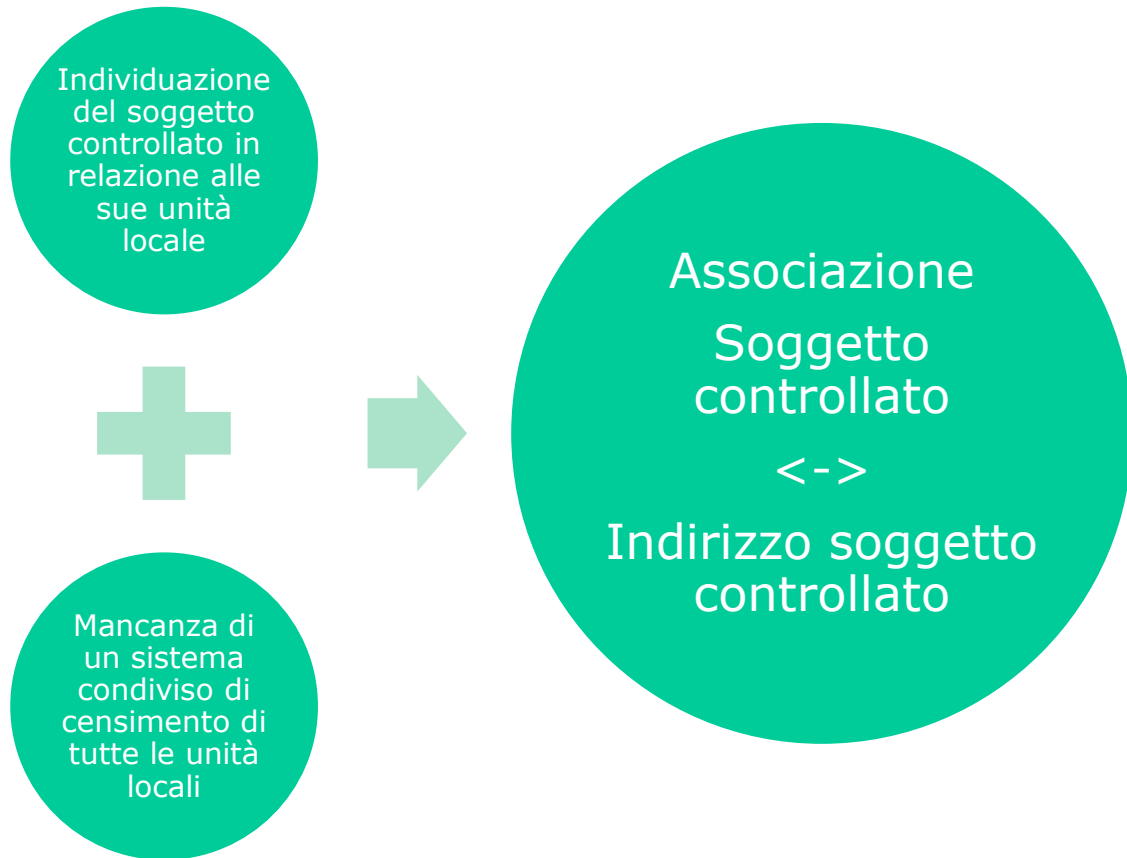 Individuazione
del soggetto
controllato in
relazione alle
sue unità
locale
Mancanza di
un sistema
condiviso di
censimento di
tutte le unità
locali
Associazione
Soggetto
controllato
<->
Indirizzo soggetto
controllato